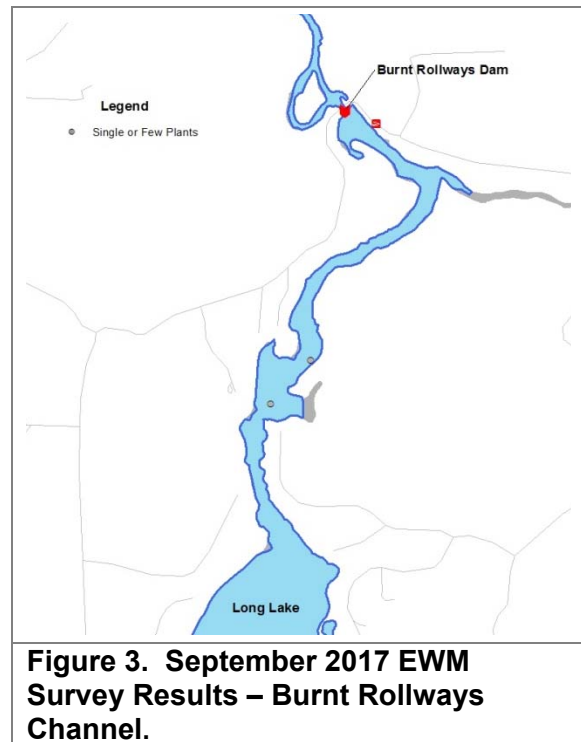 Burnt Rollways Dam
Legend
Single or Few Plants
Long Lake
Figure 3. September 2017 EWM
Survey Results – Burnt Rollways
Channel.